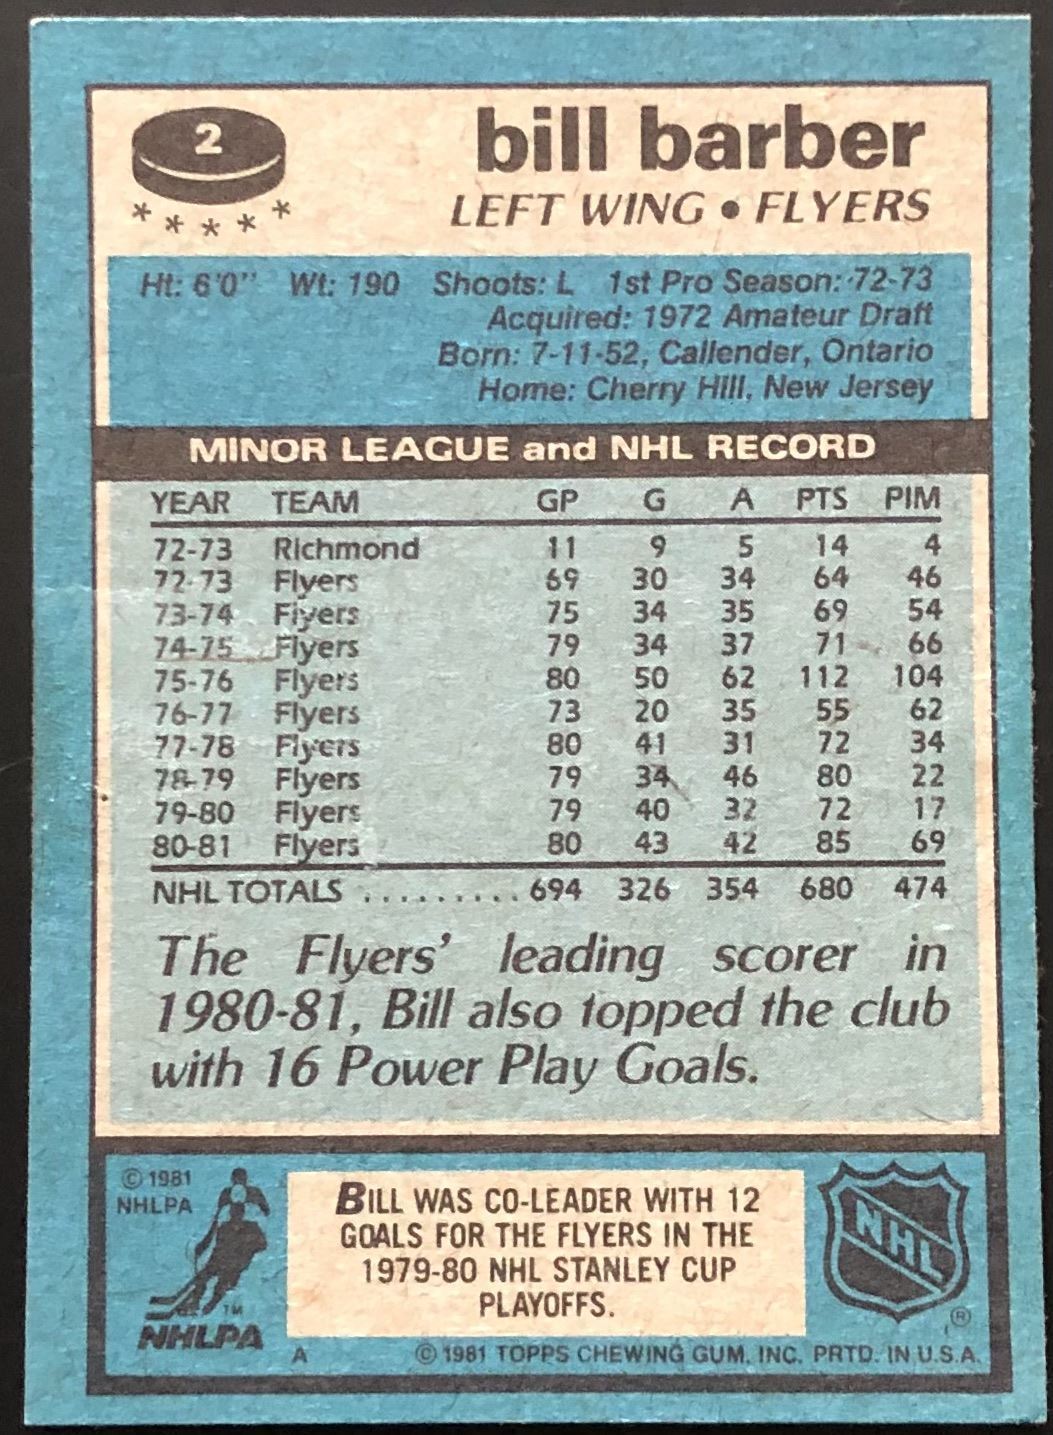 2
* * * * *
bill barber
LEFT WING • FLYERS
Ht: 6'0" Wt: 190 Shoots: L 1st Pro Season: 72-73
Acquired: 1972 Amateur Draft
Born: 7-11-52, Callender, Ontario
Home: Cherry Hill, New Jersey
MINOR LEAGUE and NHL RECORD
YEAR TEAM GP G A PTS PIM
72-73 Richmond 11 9 5 14 4
72-73 Flyers 69 30 34 64 46
73-74 Flyers 75 34 35 69 54
74-75 Flyers 79 34 37 71 66
75-76 Flyers 80 50 62 112 104
76-77 Flyers 73 20 35 55 62
77-78 Flyers 80 41 31 72 34
78-79 Flyers 79 34 46 80 22
79-80 Flyers 79 40 32 72 17
80-81 Flyers 80 43 42 85 69
NHL TOTALS ......... 694 326 354 680 474
The Flyers' leading scorer in
1980-81, Bill also topped the club
with 16 Power Play Goals.
© 1981
NHLPA
TM
NHLPA
BILL WAS CO-LEADER WITH 12
GOALS FOR THE FLYERS IN THE
1979-80 NHL STANLEY CUP
PLAYOFFS.
NHL
®
A © 1981 TOPPS CHEWING GUM, INC. PRTD. IN U.S.A.